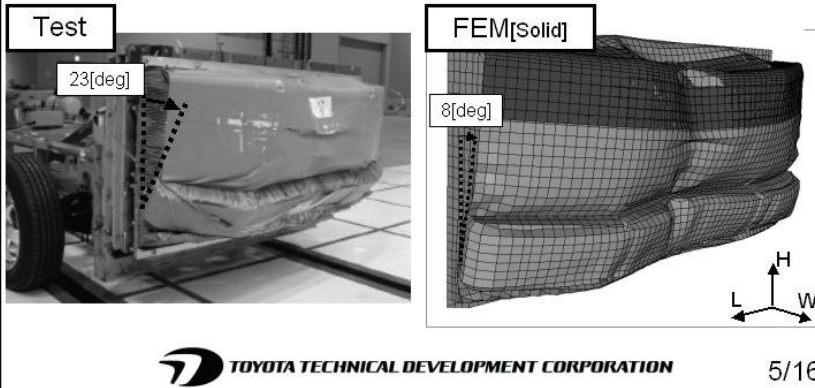 Test
FEM[Solid]
23[deg]
8[deg]
H
L
W
TOYOTA TECHNICAL DEVELOPMENT CORPORATION
5/16